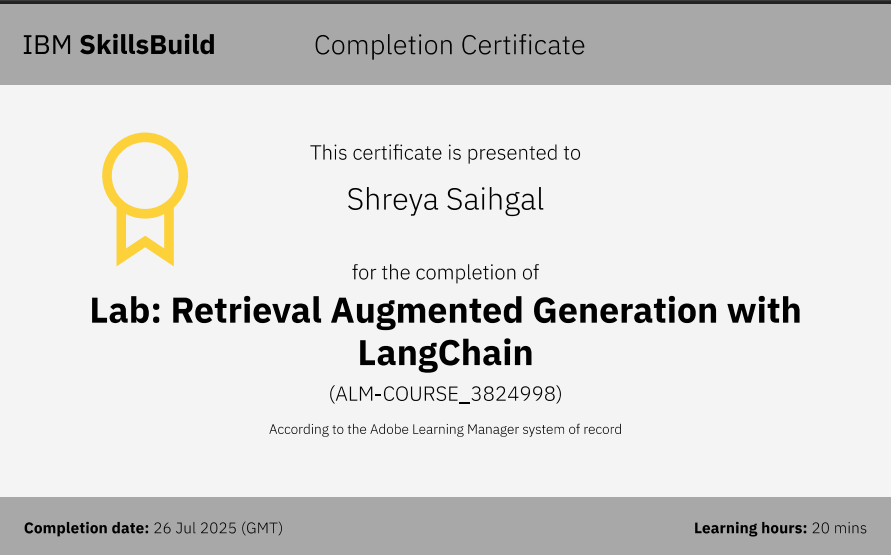 IBM SkillsBuild
Completion Certificate
This certificate is presented to
Shreya Saihgal
for the completion of
Lab: Retrieval Augmented Generation with
LangChain
(ALM-COURSE_3824998)
According to the Adobe Learning Manager system of record
Completion date: 26 Jul 2025 (GMT)
Learning hours: 20 mins